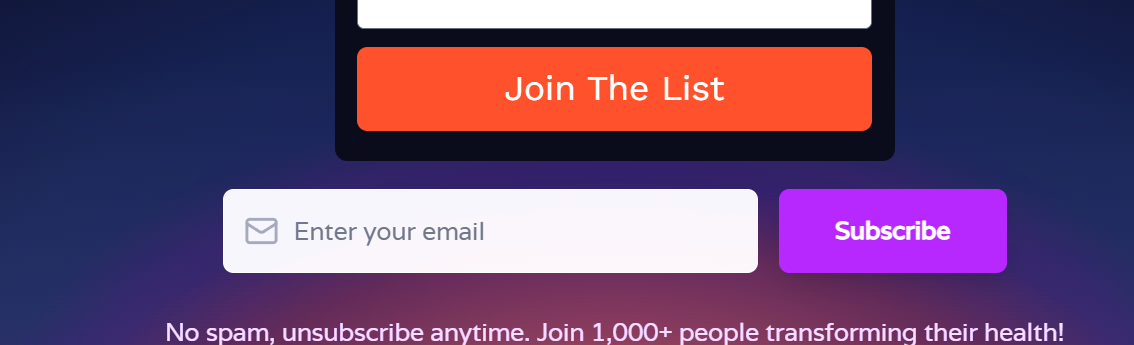 Join The List
Enter your email
Subscribe
No spam, unsubscribe anytime. Join 1,000+ people transforming their health!